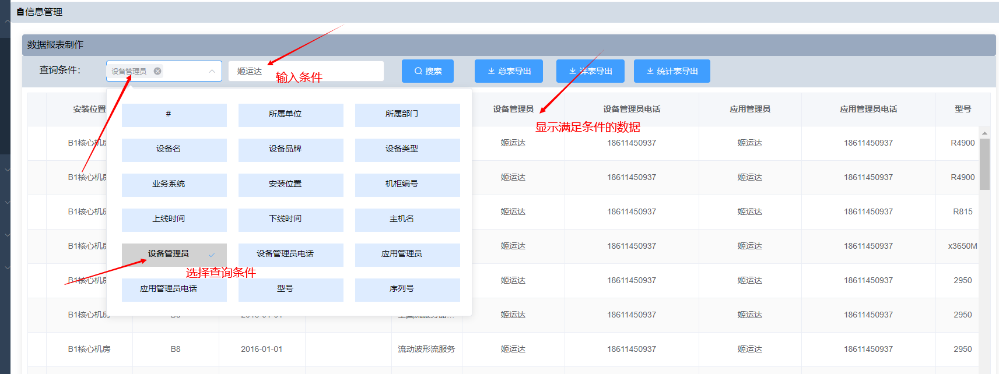 信息管理
数据报表制作
查询条件： 设备管理员 姬运达 搜索 总表导出 详表导出 统计表导出
输入条件
安装位置 设备管理员 设备管理员电话 应用管理员 应用管理员电话 型号
显示满足条件的数据
# 所属单位 所属部门
设备名 设备品牌 设备类型
业务系统 安装位置 机柜编号
上线时间 下线时间 主机名
设备管理员 设备管理员电话 应用管理员
选择查询条件
应用管理员电话 型号 序列号
B1核心机房 姬运达 18611450937 姬运达 18611450937 R4900
B1核心机房 姬运达 18611450937 姬运达 18611450937 R4900
B1核心机房 姬运达 18611450937 姬运达 18611450937 R815
B1核心机房 姬运达 18611450937 姬运达 18611450937 x3650M
B1核心机房 姬运达 18611450937 姬运达 18611450937 2950
B1核心机房 2016-01-01 姬运达 18611450937 姬运达 18611450937 2950
B1核心机房 B8 2016-01-01 流动波形流服务 姬运达 18611450937 姬运达 18611450937 2950